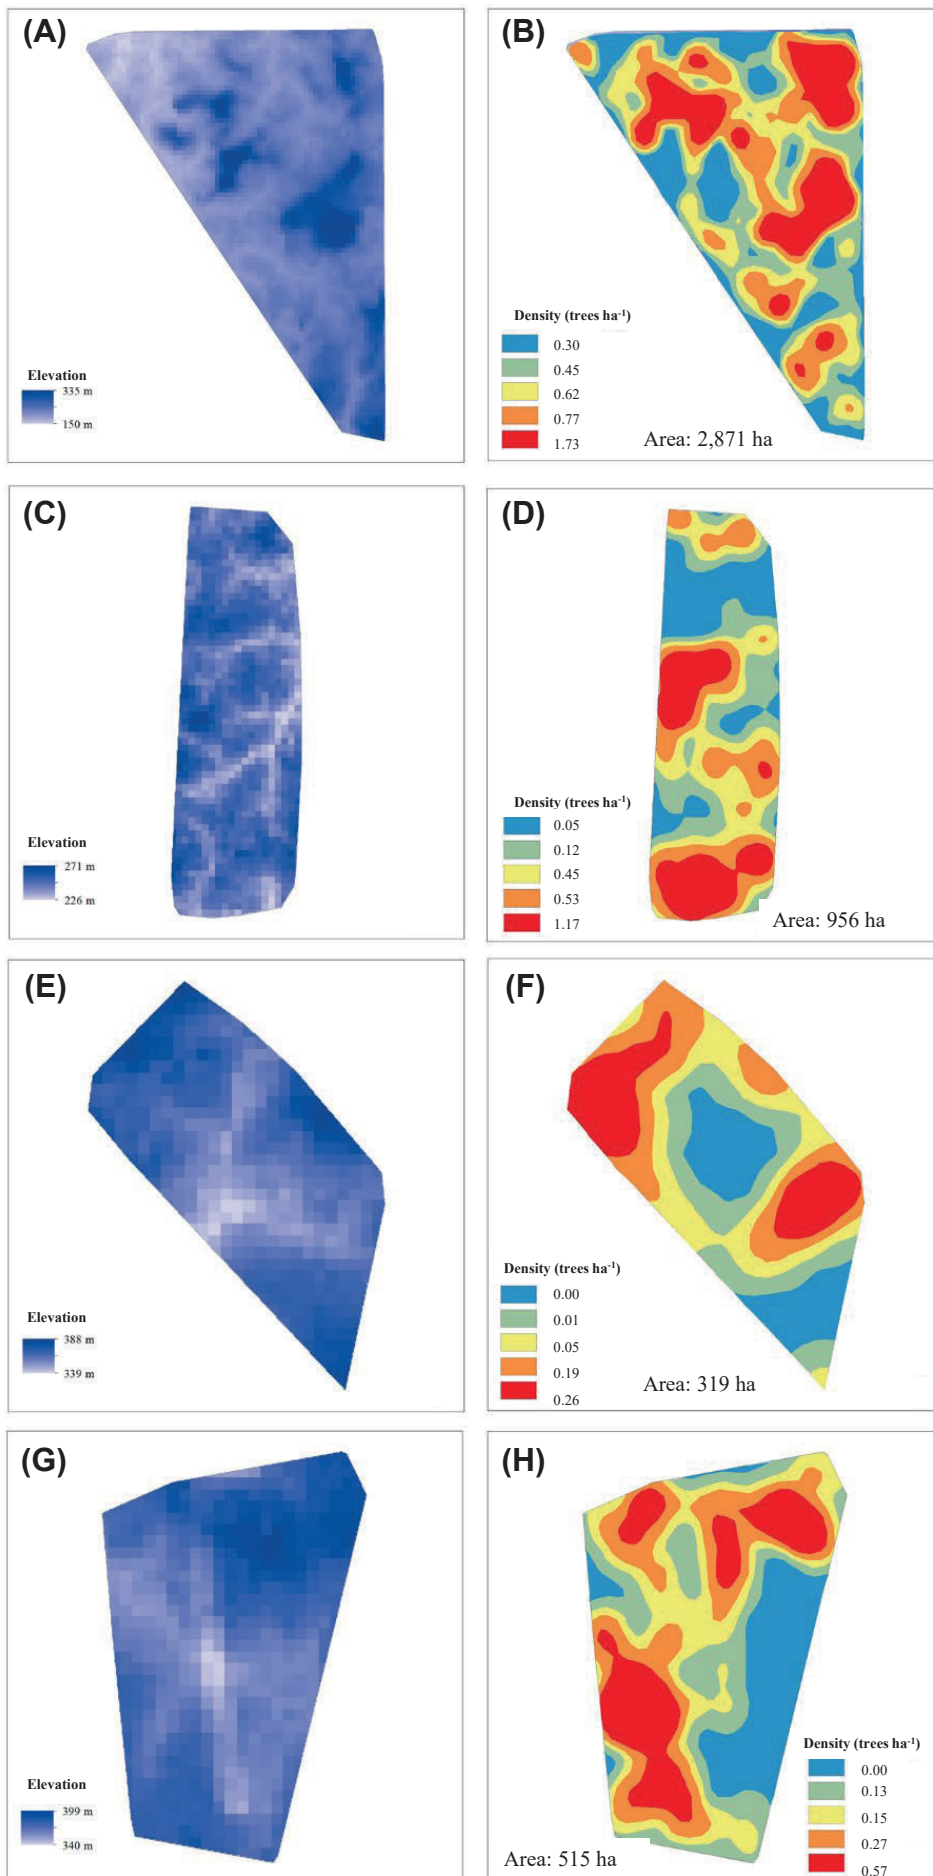 (A)
Elevation
335 m
150 m
(B)
Density (trees ha⁻¹)
0.30
0.45
0.62
0.77
1.73
Area: 2,871 ha
(C)
Elevation
271 m
226 m
(D)
Density (trees ha⁻¹)
0.05
0.12
0.45
0.53
1.17
Area: 956 ha
(E)
Elevation
388 m
339 m
(F)
Density (trees ha⁻¹)
0.00
0.01
0.05
0.19
0.26
Area: 319 ha
(G)
Elevation
399 m
340 m
(H)
Density (trees ha⁻¹)
0.00
0.13
0.15
0.27
0.57
Area: 515 ha